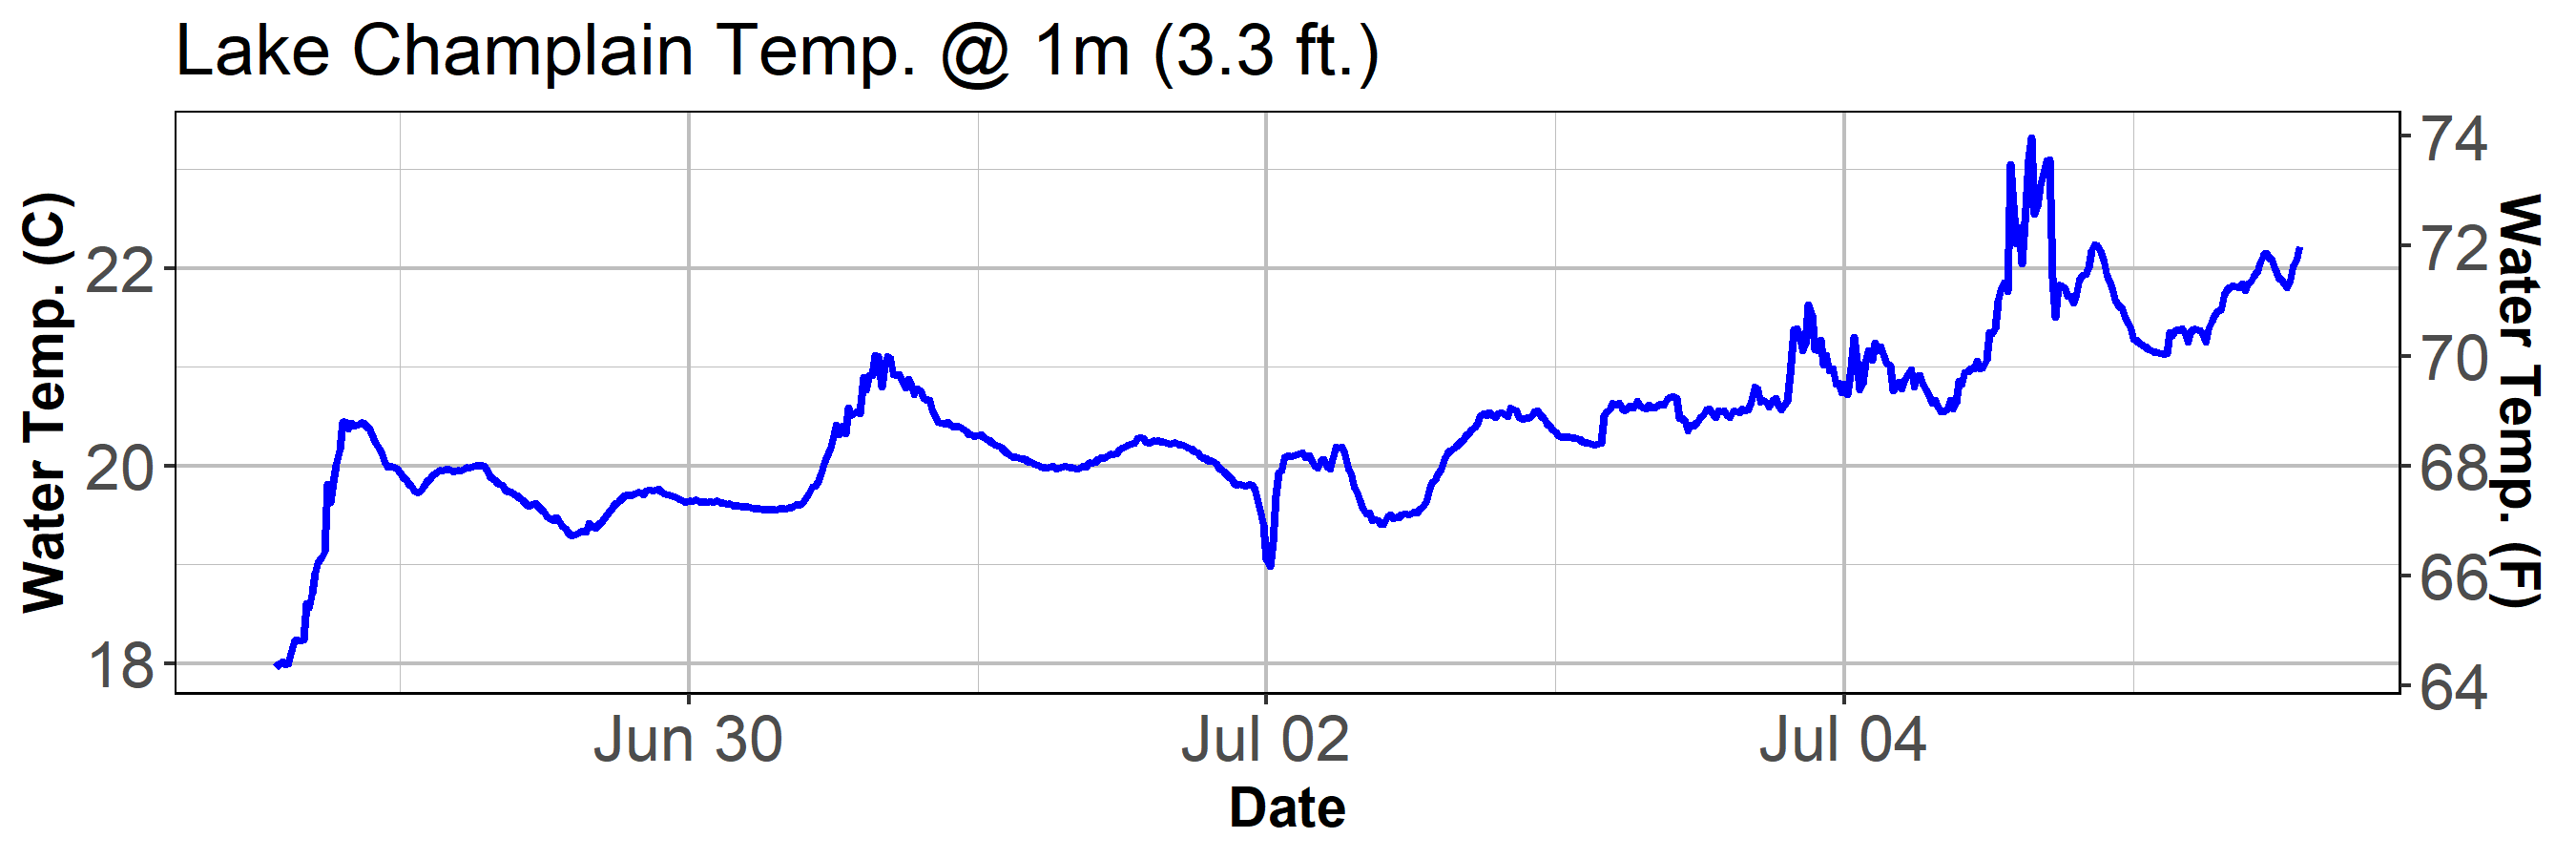 Lake Champlain Temp. @ 1m (3.3 ft.)
Water Temp. (C)
22
20
18
74
72
70
68
66
64
Water Temp. (F)
Jun 30
Jul 02
Jul 04
Date